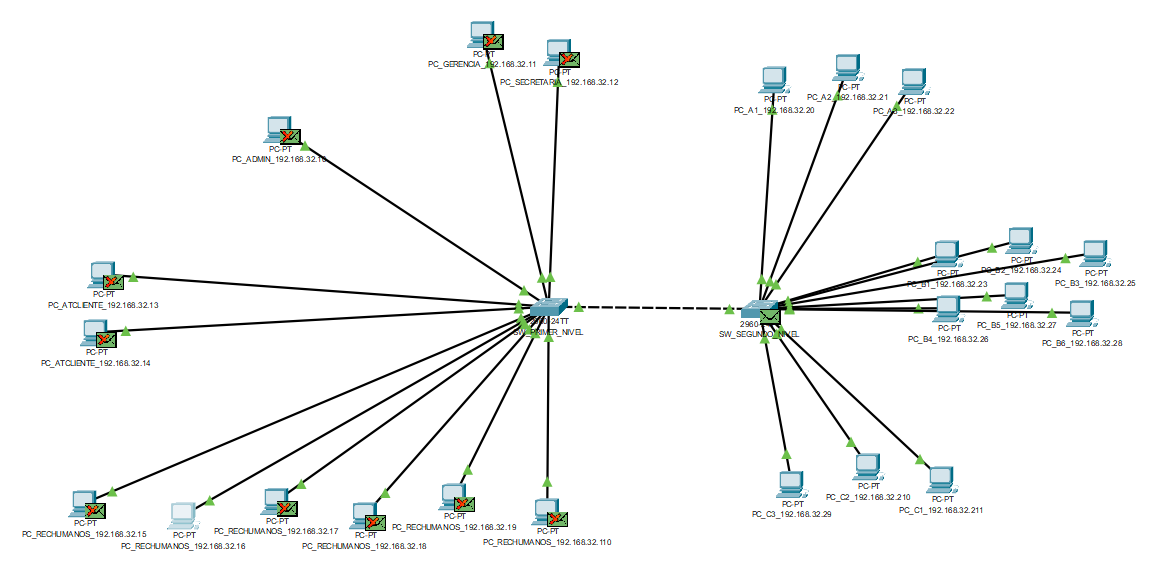 PC-PT
PC_GERENCIA_192.168.32.11
PC-PT
PC_SECRETARIA_192.168.32.12
PC-PT
PC_ADMIN_192.168.32.10
PC-PT
PC_ATCLIENTE_192.168.32.13
PC-PT
PC_ATCLIENTE_192.168.32.14
24TT
SW_PRIMER_NIVEL
PC-PT
PC_RECHUMANOS_192.168.32.15
PC-PT
PC_RECHUMANOS_192.168.32.16
PC-PT
PC_RECHUMANOS_192.168.32.17
PC-PT
PC_RECHUMANOS_192.168.32.18
PC-PT
PC_RECHUMANOS_192.168.32.19
PC-PT
PC_RECHUMANOS_192.168.32.110
PC-PT
PC_A1_192.168.32.20
PC-PT
PC_A2_192.168.32.21
PC-PT
PC_A3_192.168.32.22
PC-PT
PC_B1_192.168.32.23
PC-PT
PC_B2_192.168.32.24
PC-PT
PC_B3_192.168.32.25
PC-PT
PC_B4_192.168.32.26
PC-PT
PC_B5_192.168.32.27
PC-PT
PC_B6_192.168.32.28
2960
SW_SEGUNDO_NIVEL
PC-PT
PC_C3_192.168.32.29
PC-PT
PC_C2_192.168.32.210
PC-PT
PC_C1_192.168.32.211